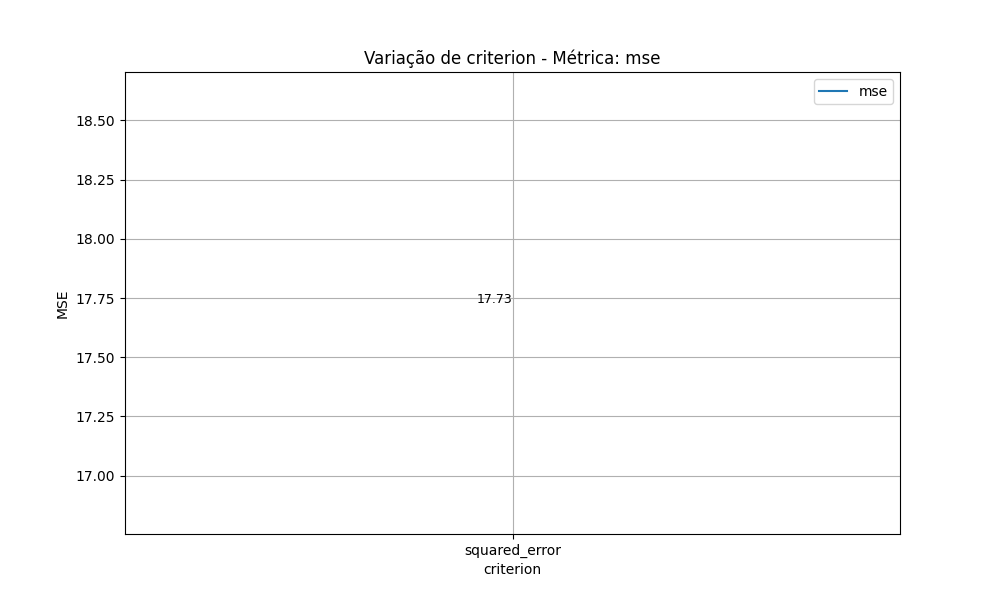 Variação de criterion - Métrica: mse
mse
18.50
18.25
18.00
17.75
17.50
17.25
17.00
MSE
17.73
squared_error
criterion